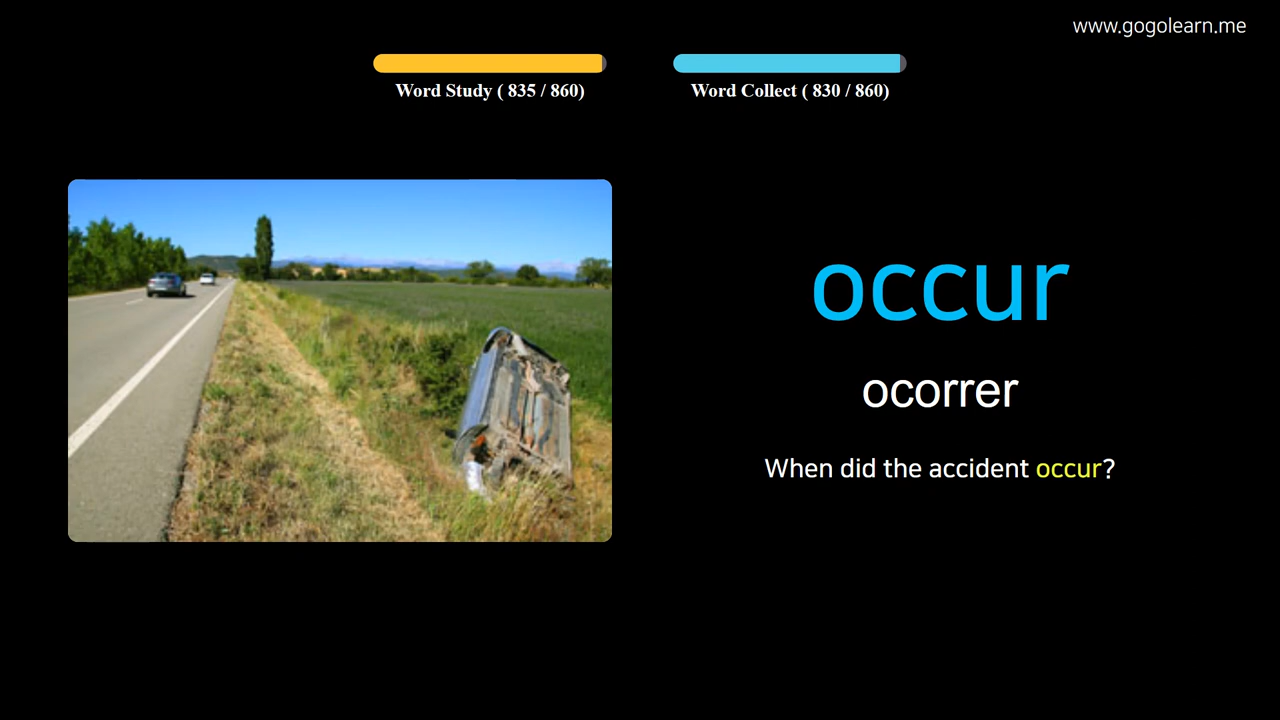 www.gogolearn.me
Word Study ( 835 / 860)
Word Collect ( 830 / 860)
occur
ocorrer
When did the accident occur?